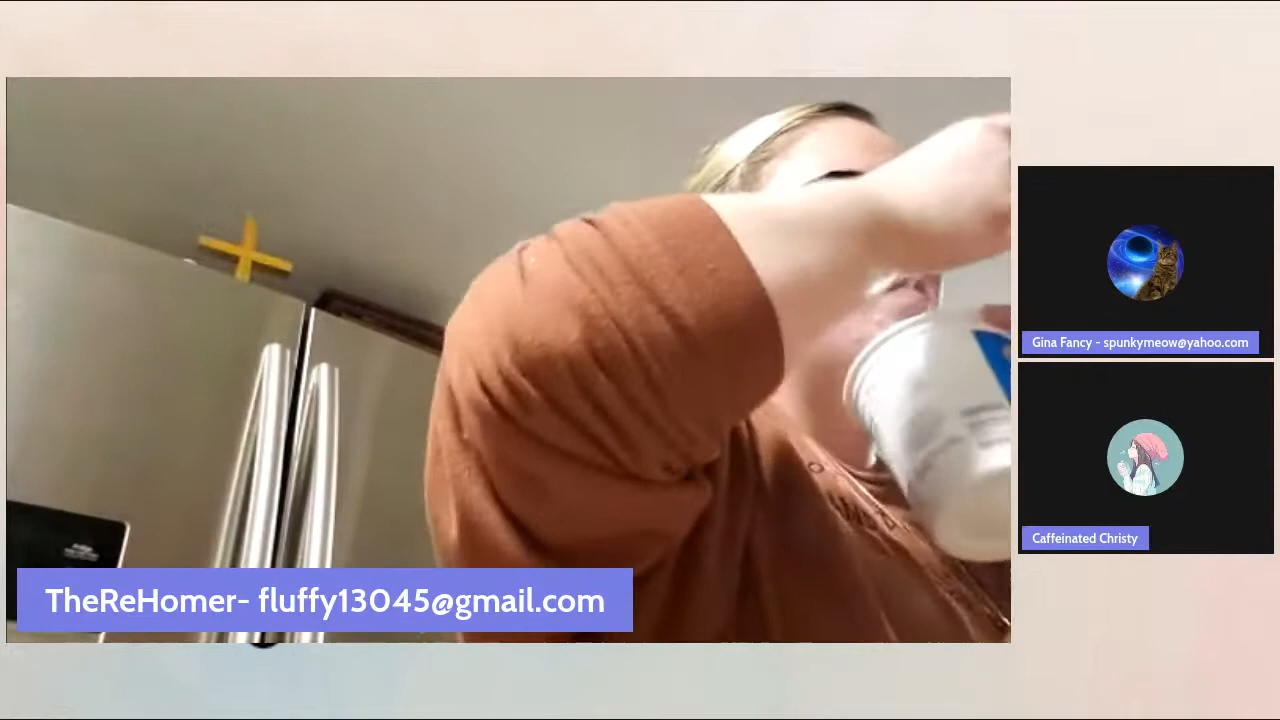 TheReHomer- fluffy13045@gmail.com
Gina Fancy - spunkymeow@yahoo.com
Caffeinated Christy